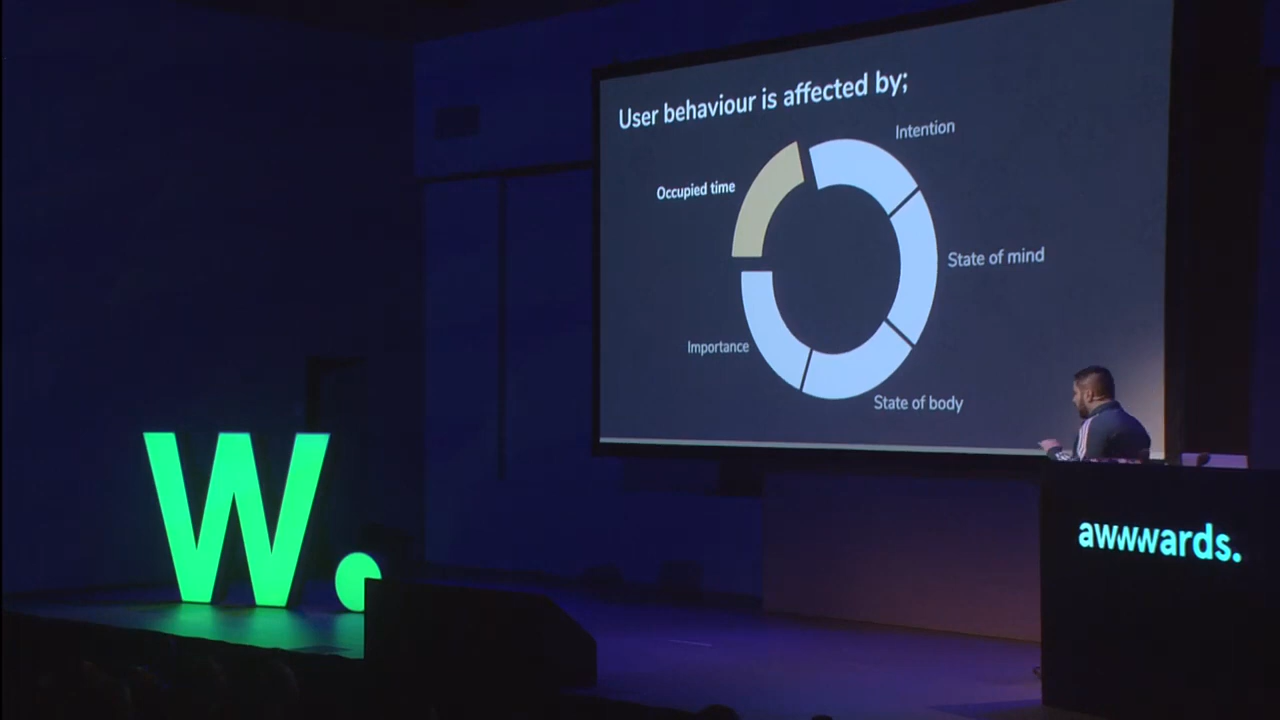 User behaviour is affected by;
Intention
Occupied time
State of mind
Importance
State of body
W.
awwwards.